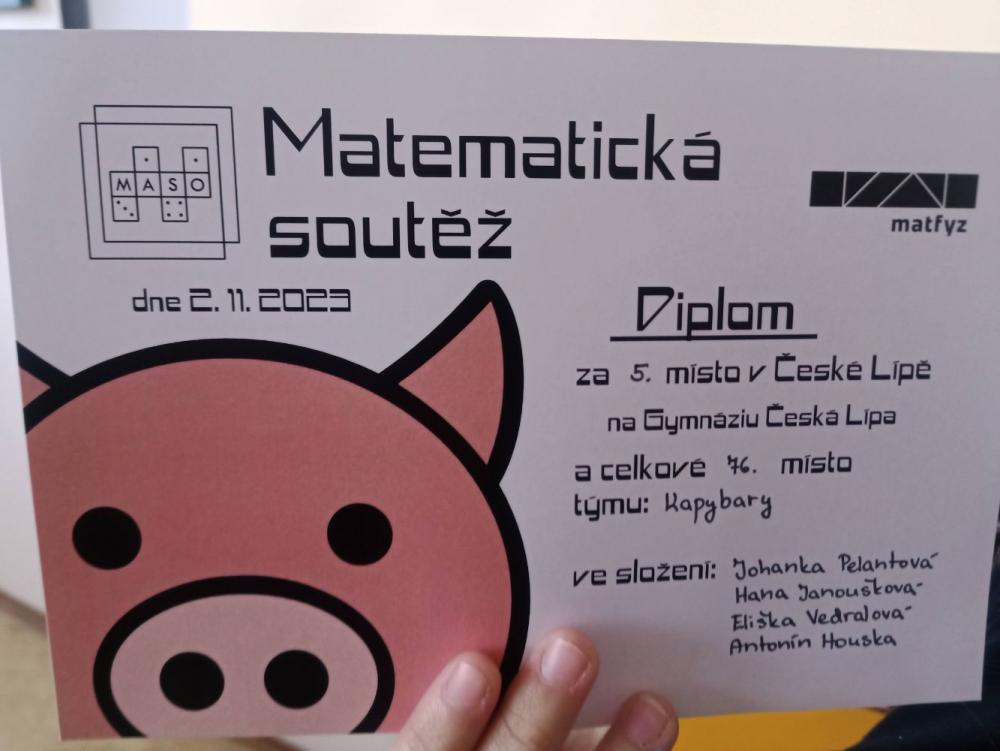 MASO
Matematická
soutěž
matfyz
dne 2. 11. 2023
Diplom
za 5. místo v České Lípě
na Gymnáziu Česká Lípa
a celkové 76. místo
týmu: Kapybary
ve složení: Johanka Pelantová
Hana Janoušková
Eliška Vedralová
Antonín Houska